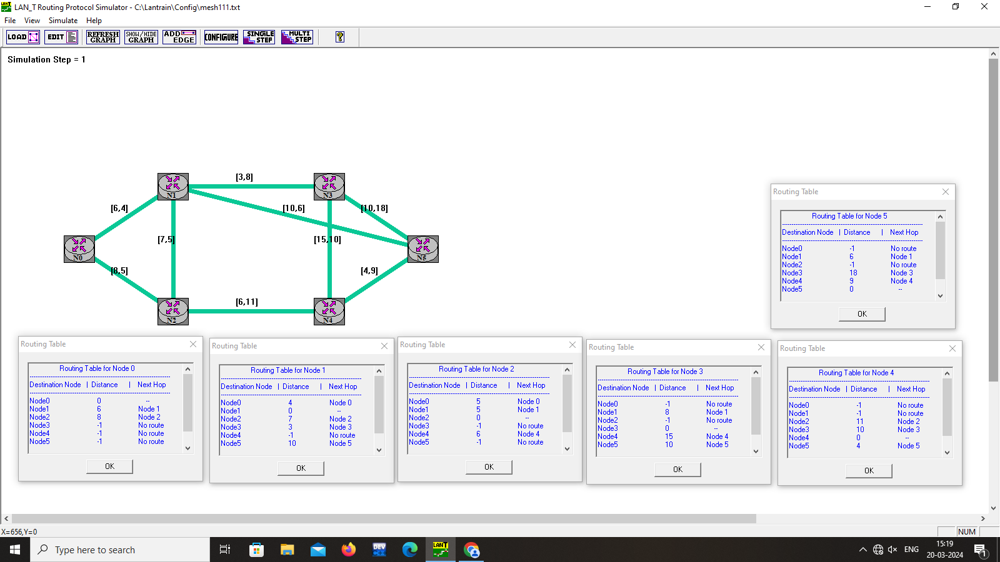 LAN_T Routing Protocol Simulator - C:\Lantrain\Config\mesh111.txt
File View Simulate Help
LOAD EDIT REFRESH GRAPH SHOW/HIDE GRAPH ADD EDGE CONFIGURE SINGLE STEP MULTI STEP ?
Simulation Step = 1
[3,8]
N1 N3
[6,4] [10,6] [10,18]
[7,5] [15,10]
N0 N5
[8,5] [4,9]
[6,11]
N2 N4
Routing Table
Routing Table for Node 5
Destination Node | Distance | Next Hop
Node0 -1 No route
Node1 6 Node 1
Node2 -1 No route
Node3 18 Node 3
Node4 9 Node 4
Node5 0 --
OK
Routing Table
Routing Table for Node 0
Destination Node | Distance | Next Hop
Node0 0 --
Node1 6 Node 1
Node2 8 Node 2
Node3 -1 No route
Node4 -1 No route
Node5 -1 No route
OK
Routing Table
Routing Table for Node 1
Destination Node | Distance | Next Hop
Node0 4 Node 0
Node1 0 --
Node2 7 Node 2
Node3 3 Node 3
Node4 -1 No route
Node5 10 Node 5
OK
Routing Table
Routing Table for Node 2
Destination Node | Distance | Next Hop
Node0 5 Node 0
Node1 5 Node 1
Node2 0 --
Node3 -1 No route
Node4 6 Node 4
Node5 -1 No route
OK
Routing Table
Routing Table for Node 3
Destination Node | Distance | Next Hop
Node0 -1 No route
Node1 8 Node 1
Node2 -1 No route
Node3 0 --
Node4 15 Node 4
Node5 10 Node 5
OK
Routing Table
Routing Table for Node 4
Destination Node | Distance | Next Hop
Node0 -1 No route
Node1 -1 No route
Node2 11 Node 2
Node3 10 Node 3
Node4 0 --
Node5 4 Node 5
OK
X=656,Y=0
NUM
Type here to search
DEV
LANT
ENG
15:19
20-03-2024
1